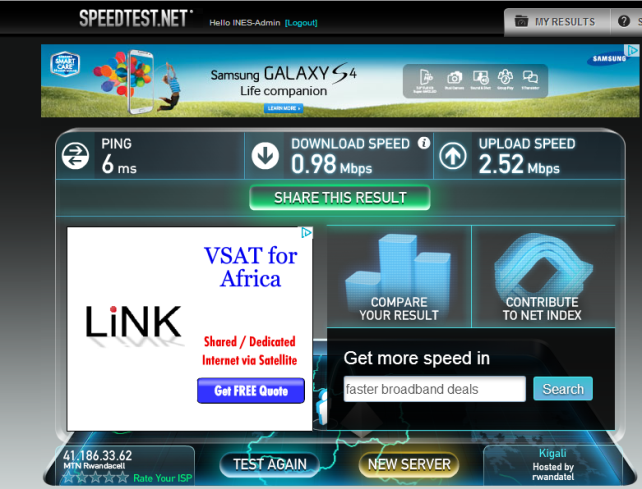 SPEEDTEST.NET
Hello INES-Admin [Logout]
MY RESULTS
?
SMART CARE
Samsung GALAXY S4
Life companion
LEARN MORE
SAMSUNG
PING
6 ms
DOWNLOAD SPEED
0.98 Mbps
UPLOAD SPEED
2.52 Mbps
SHARE THIS RESULT
VSAT for
Africa
LiNK
Shared / Dedicated
Internet via Satellite
Get FREE Quote
COMPARE
YOUR RESULT
CONTRIBUTE
TO NET INDEX
Get more speed in
faster broadband deals
Search
41.186.33.62
MTN Rwandacell
Rate Your ISP
TEST AGAIN
NEW SERVER
Kigali
Hosted by
rwandatel